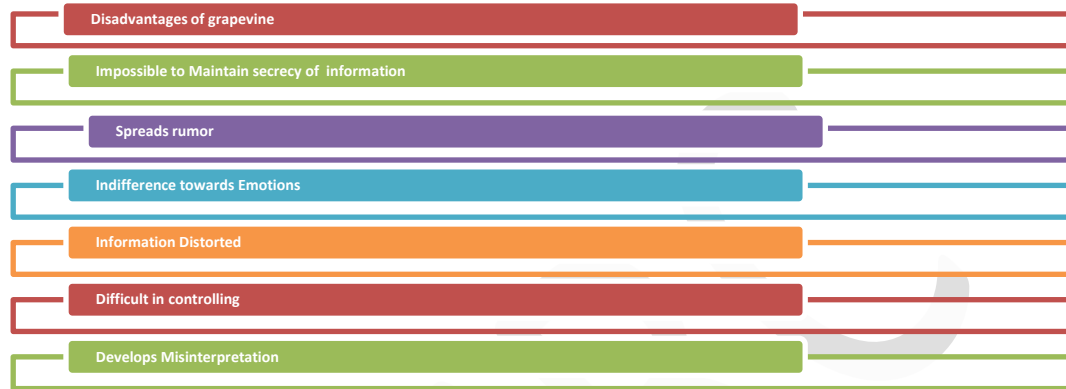 Disadvantages of grapevine
Impossible to Maintain secrecy of information
Spreads rumor
Indifference towards Emotions
Information Distorted
Difficult in controlling
Develops Misinterpretation